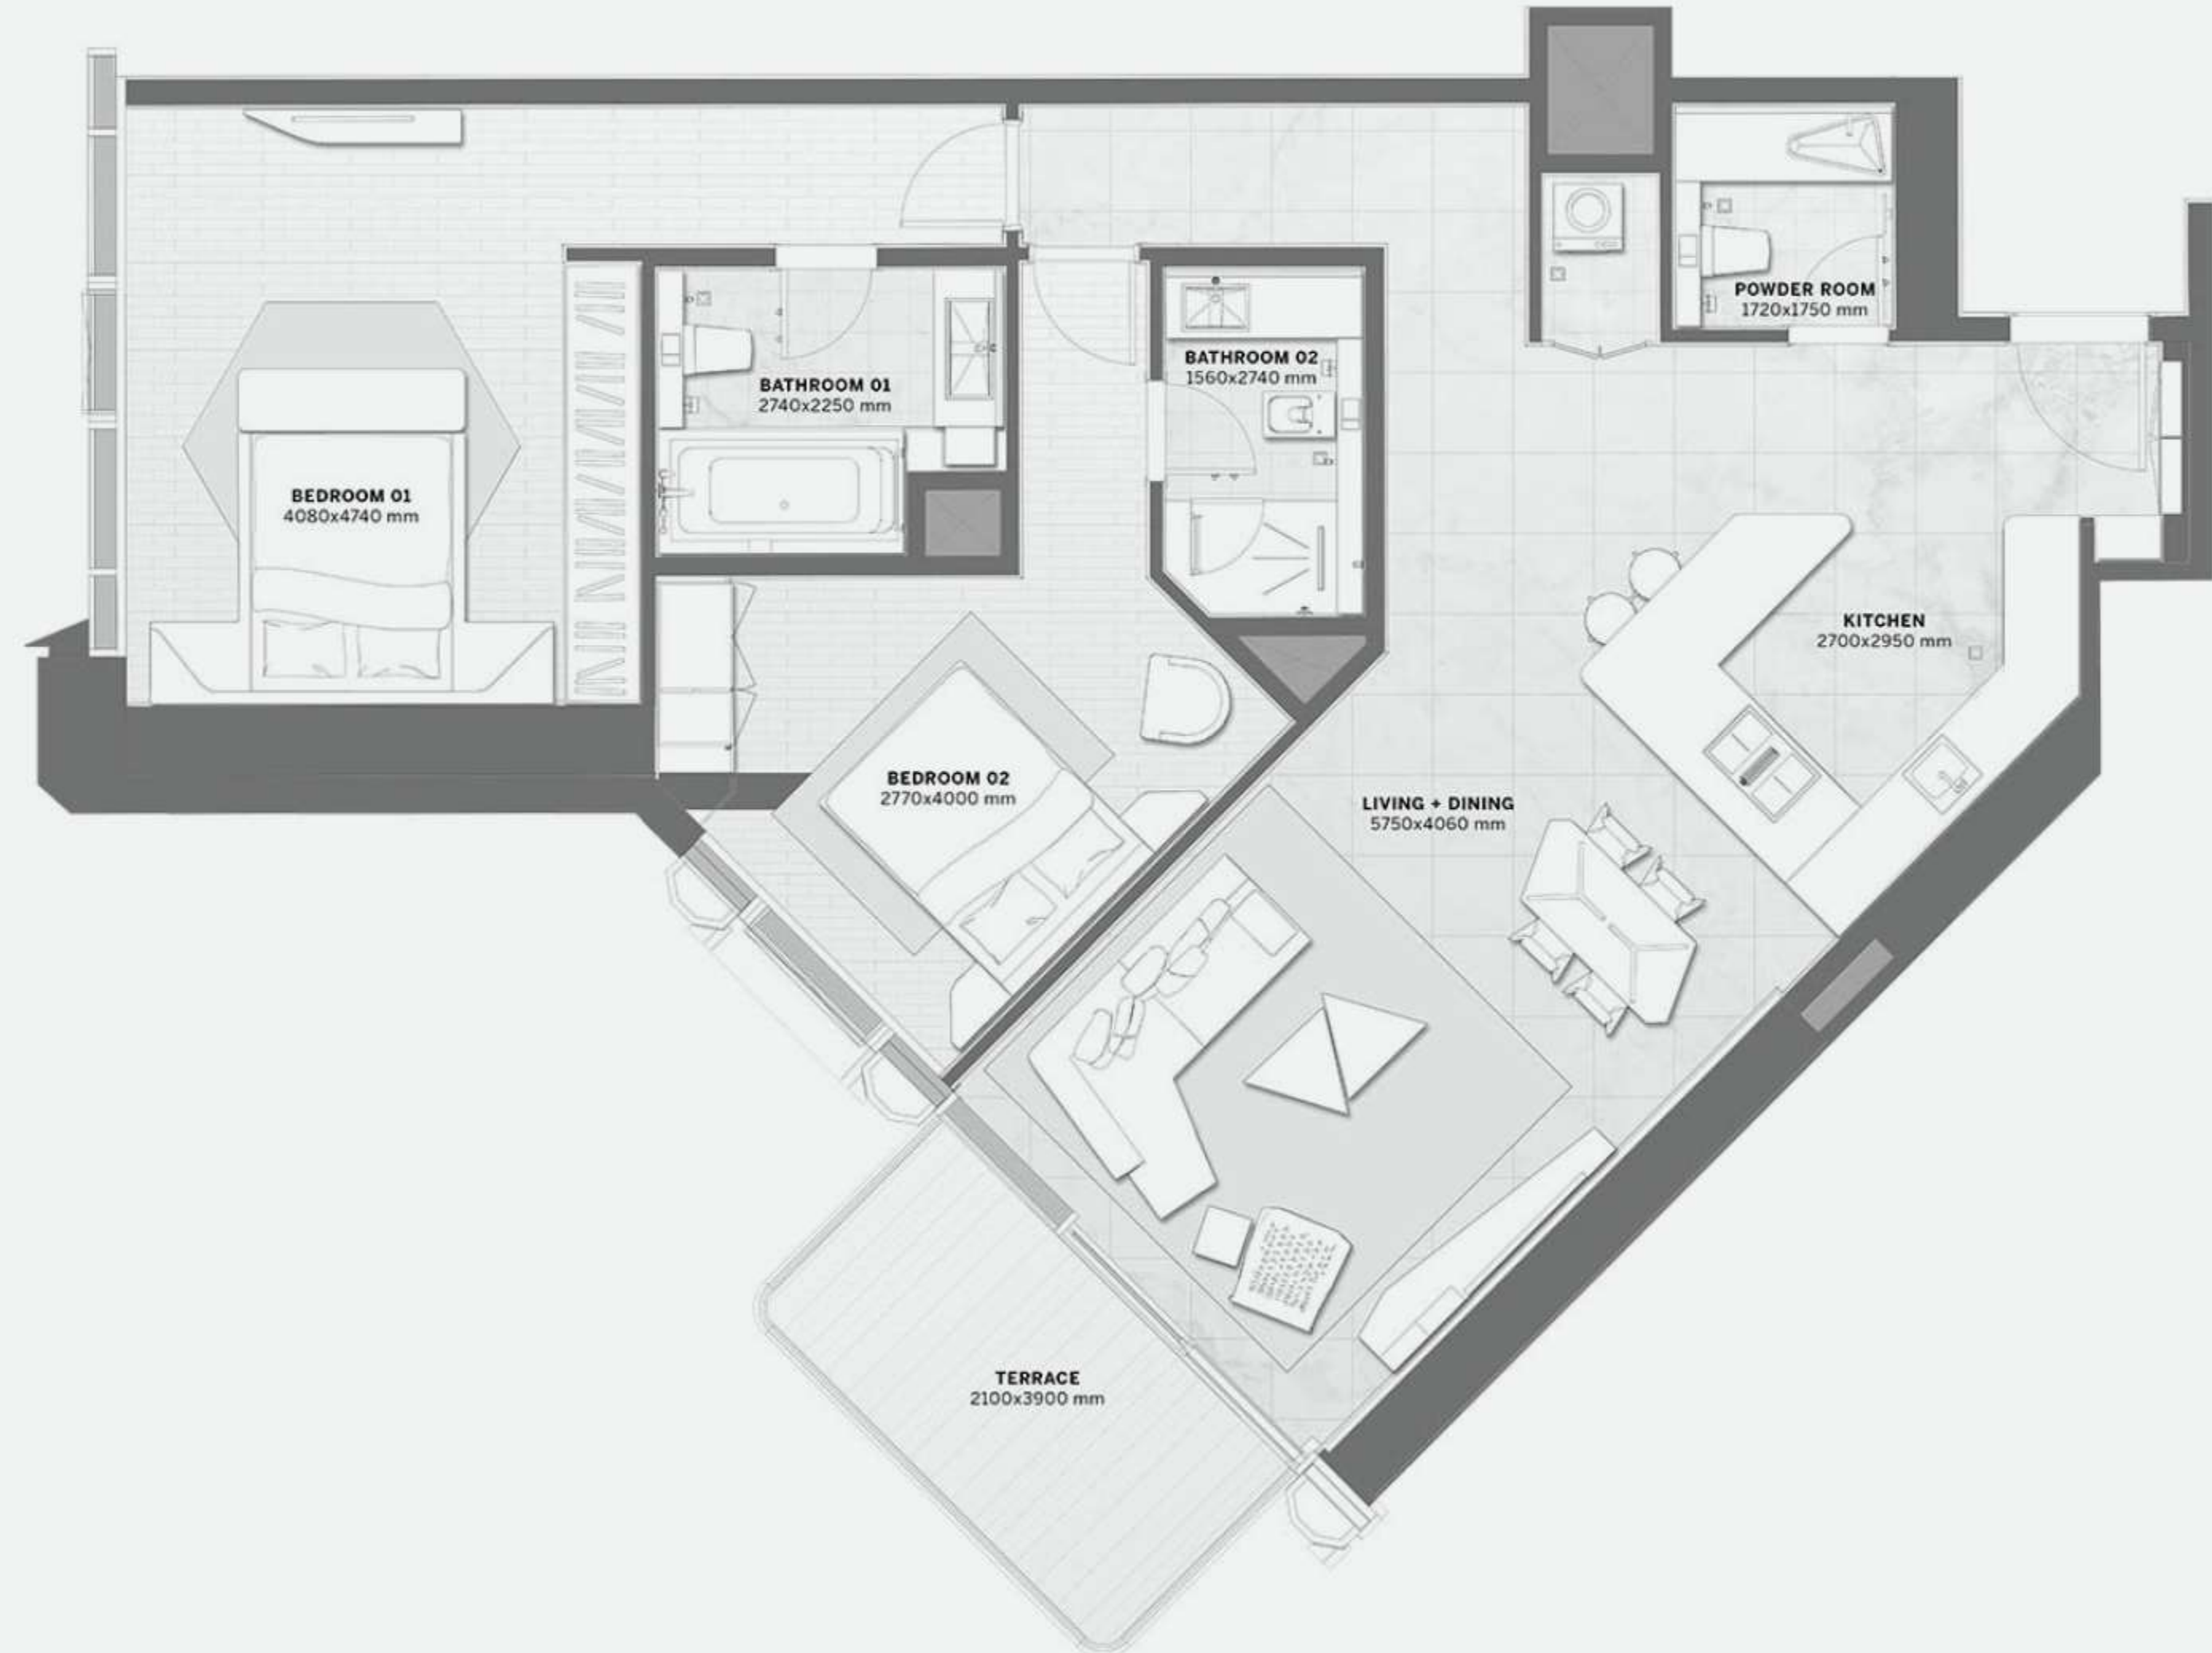 POWDER ROOM
1720x1750 mm
BATHROOM 02
1560x2740 mm
BATHROOM 01
2740x2250 mm
BEDROOM 01
4080x4740 mm
KITCHEN
2700x2950 mm
BEDROOM 02
2770x4000 mm
LIVING + DINING
5750x4060 mm
TERRACE
2100x3900 mm